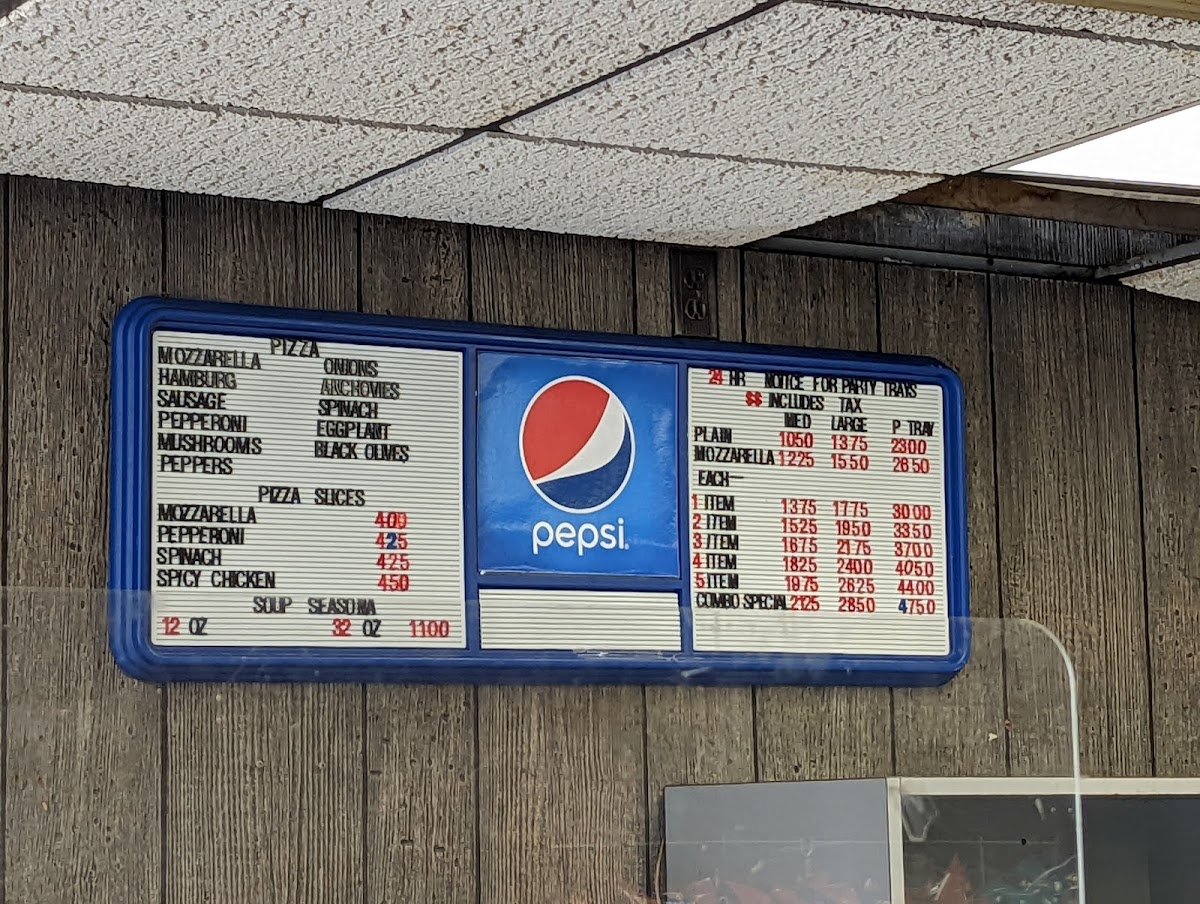 PIZZA
MOZZARELLA ONIONS
HAMBURG ANCHOVIES
SAUSAGE SPINACH
PEPPERONI EGGPLANT
MUSHROOMS BLACK OLIVES
PEPPERS
PIZZA SLICES
MOZZARELLA 400
PEPPERONI 425
SPINACH 425
SPICY CHICKEN 450
SOUP SEASONA
12 OZ 32 OZ 1100
pepsi
24 HR NOTICE FOR PARTY TRAYS
$$ INCLUDES TAX
MED LARGE P TRAY
PLAIN 1050 1375 2300
MOZZARELLA 1225 1550 2650
EACH—
1 ITEM 1375 1775 3000
2 ITEM 1525 1950 3350
3 ITEM 1675 2175 3700
4 ITEM 1825 2400 4050
5 ITEM 1975 2625 4400
COMBO SPECIAL 2125 2850 4750